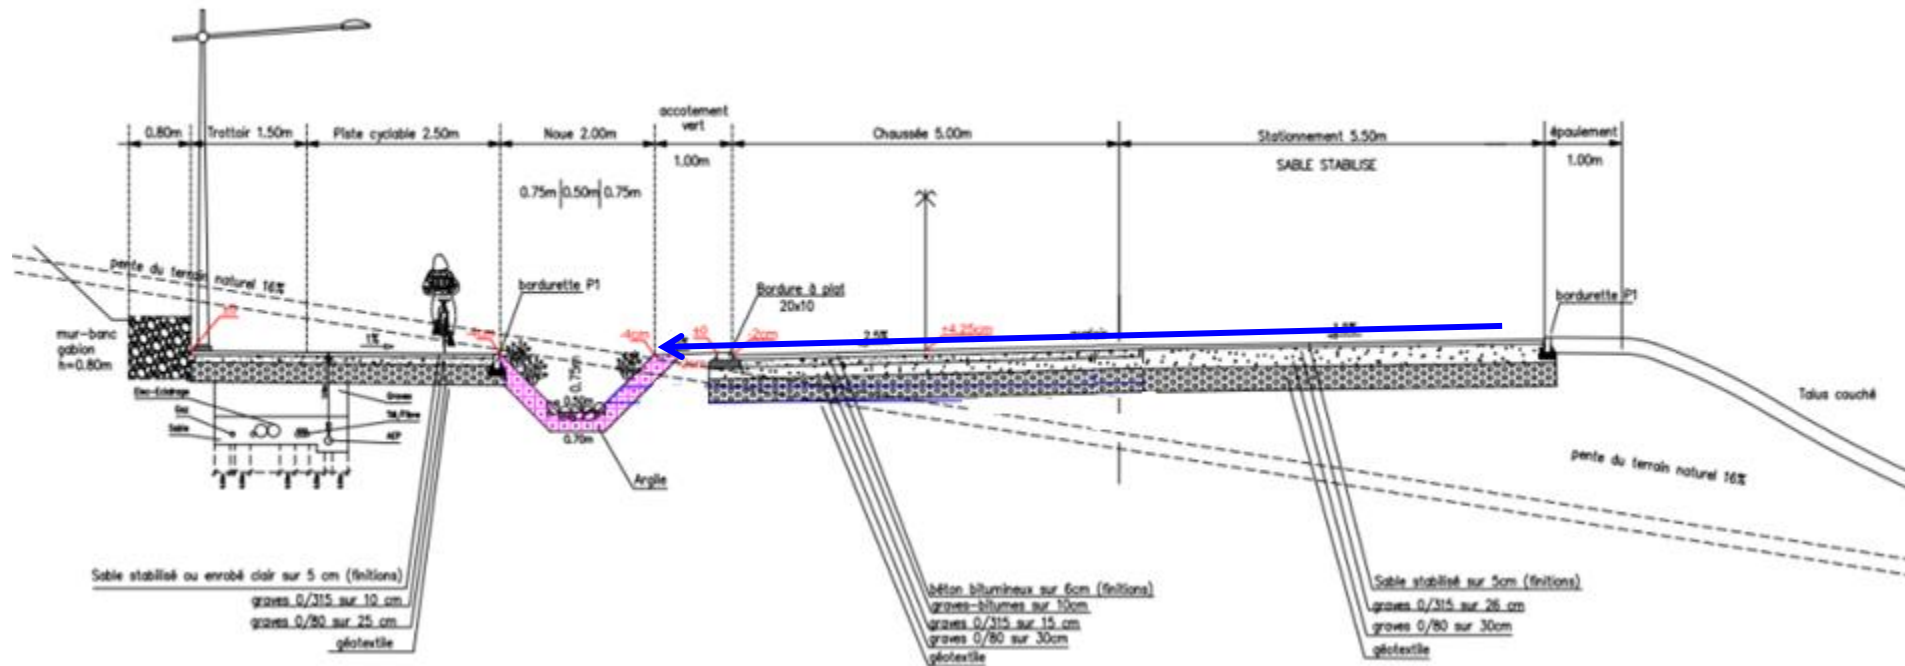 accotement
vert
0.80m
Trottoir 1.50m
Piste cyclable 2.50m
Noue 2.00m
1.00m
Chaussée 5.00m
Stationnement 5.50m
SABLE STABILISE
épaulement
1.00m
0.75m 0.50m 0.75m
pente du terrain naturel 16%
bordurette P1
Bordure à plat
20x10
bordurette P1
mur-banc
gabion
h=0.80m
±0
1%
-4cm
±0
-2cm
2.5%
+4.25cm
0.75m
0.50m
0.70m
Elec-Eclairage
Gaz
Sable
Graves
Tél/Fibre
AEP
Argile
Talus couché
pente du terrain naturel 16%
Sable stabilisé ou enrobé clair sur 5 cm (finitions)
graves 0/315 sur 10 cm
graves 0/80 sur 25 cm
géotextile
béton bitumineux sur 6cm (finitions)
graves-bitumes sur 10cm
graves 0/315 sur 15 cm
graves 0/80 sur 30cm
géotextile
Sable stabilisé sur 5cm (finitions)
graves 0/315 sur 26 cm
graves 0/80 sur 30cm
géotextile